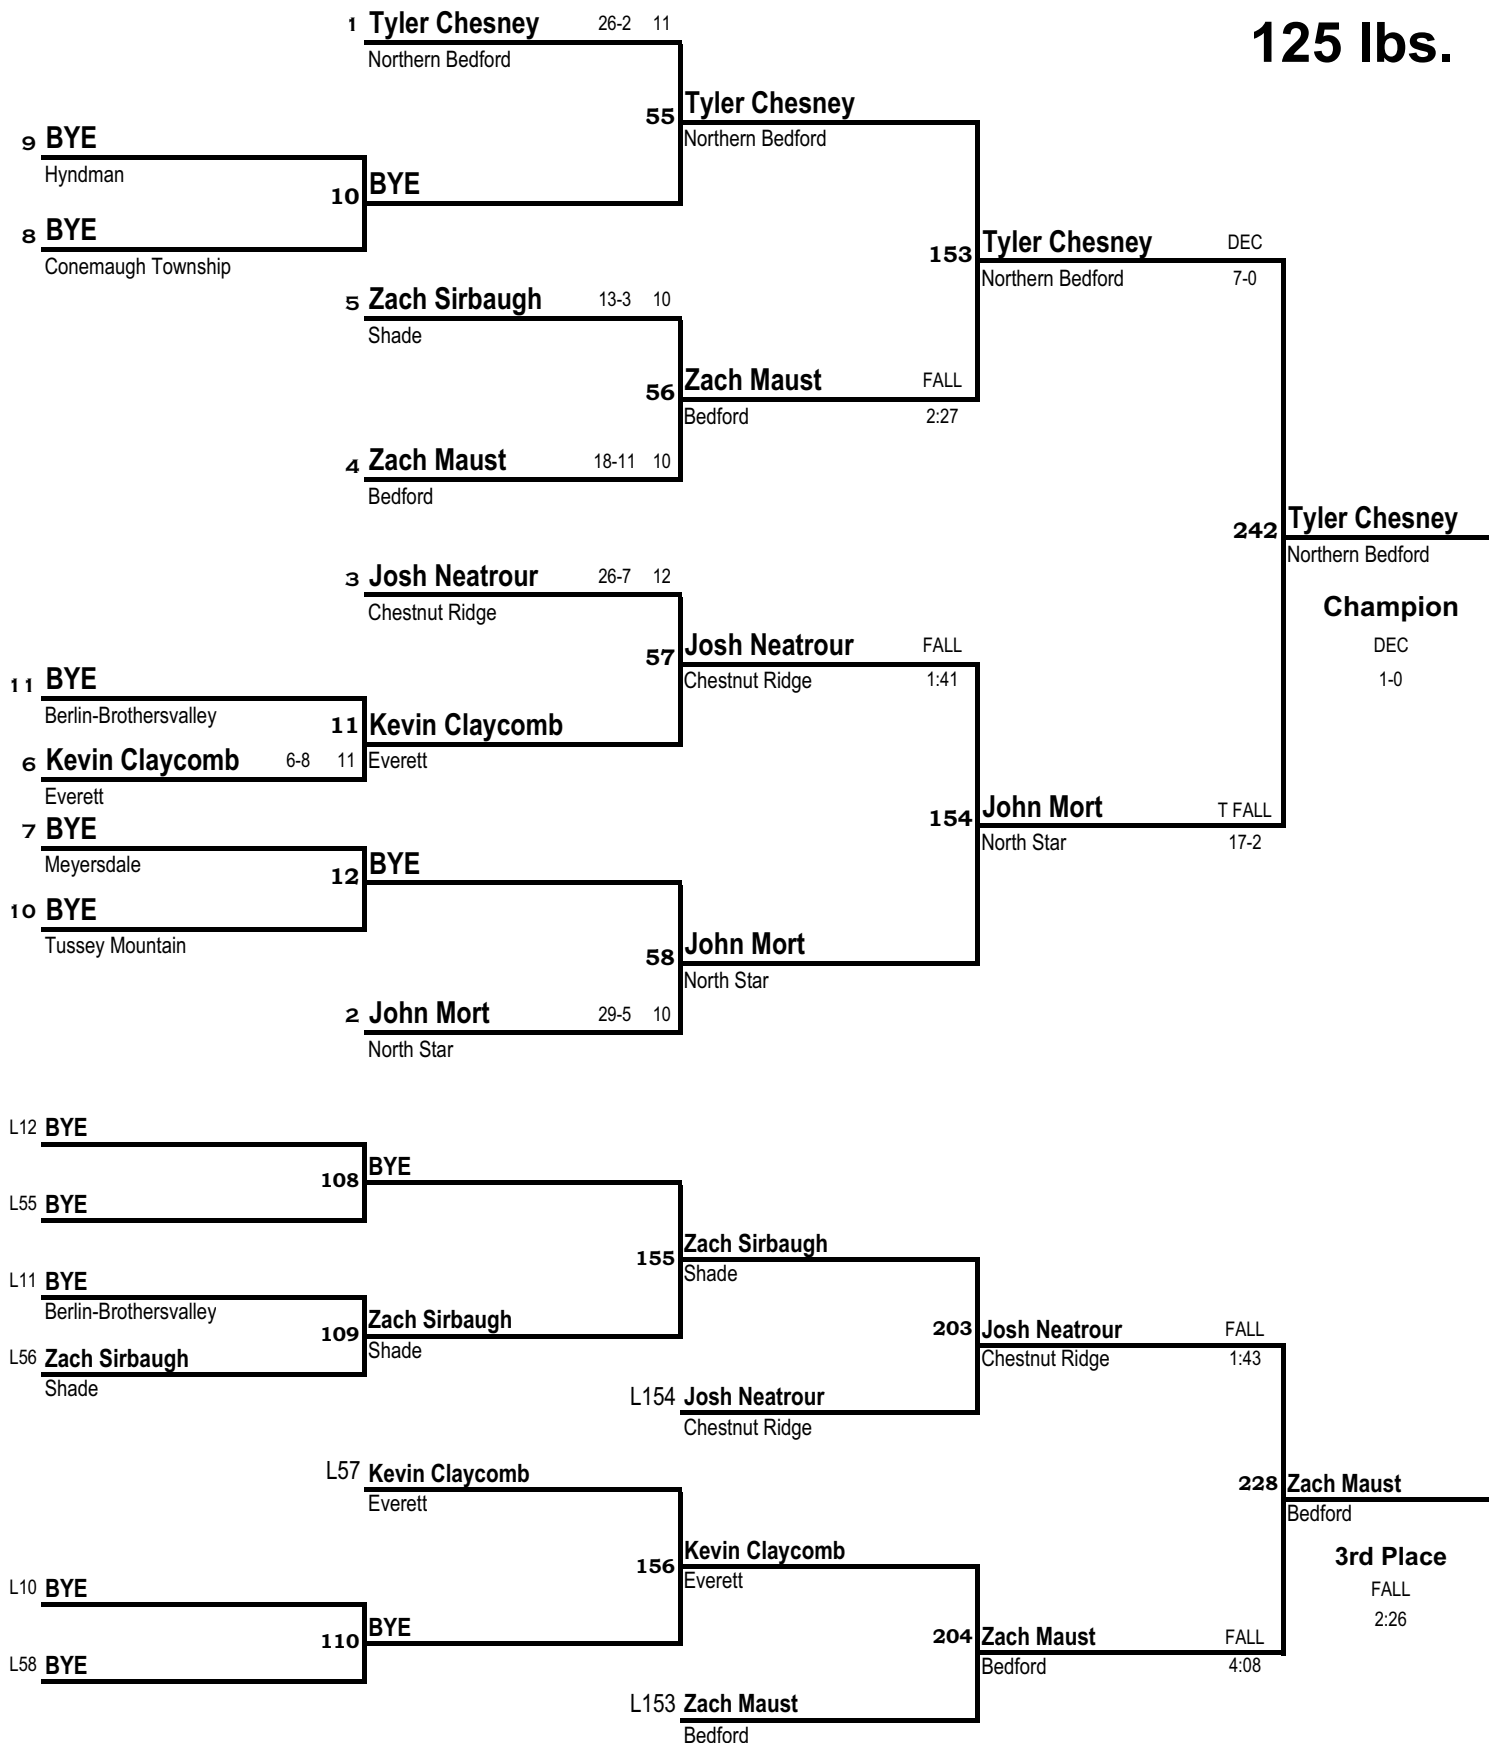 125 lbs.
1 Tyler Chesney 26-2 11
Northern Bedford
55 Tyler Chesney
Northern Bedford
9 BYE
Hyndman
10 BYE
8 BYE
Conemaugh Township
153 Tyler Chesney DEC
Northern Bedford 7-0
5 Zach Sirbaugh 13-3 10
Shade
56 Zach Maust FALL
Bedford 2:27
4 Zach Maust 18-11 10
Bedford
242 Tyler Chesney
Northern Bedford
Champion
DEC
1-0
3 Josh Neatrour 26-7 12
Chestnut Ridge
57 Josh Neatrour FALL
Chestnut Ridge 1:41
11 BYE
Berlin-Brothersvalley
11 Kevin Claycomb
Everett
6 Kevin Claycomb 6-8 11
Everett
154 John Mort T FALL
North Star 17-2
7 BYE
Meyersdale
12 BYE
10 BYE
Tussey Mountain
58 John Mort
North Star
2 John Mort 29-5 10
North Star
L12 BYE
108 BYE
L55 BYE
155 Zach Sirbaugh
Shade
L11 BYE
Berlin-Brothersvalley
109 Zach Sirbaugh
Shade
L56 Zach Sirbaugh
Shade
203 Josh Neatrour FALL
Chestnut Ridge 1:43
L154 Josh Neatrour
Chestnut Ridge
L57 Kevin Claycomb
Everett
228 Zach Maust
Bedford
3rd Place
FALL
2:26
156 Kevin Claycomb
Everett
L10 BYE
110 BYE
L58 BYE
204 Zach Maust FALL
Bedford 4:08
L153 Zach Maust
Bedford